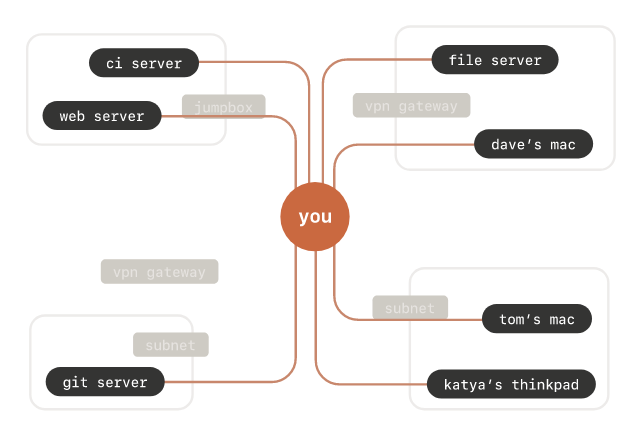 ci server
file server
jumpbox
vpn gateway
web server
dave’s mac
you
vpn gateway
subnet
tom’s mac
subnet
git server
katya’s thinkpad